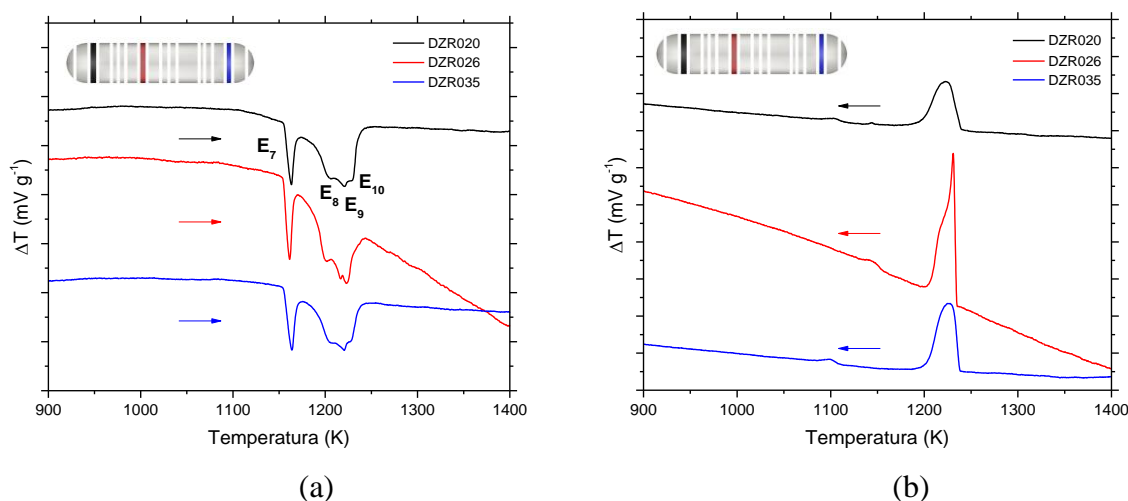 DZR020
DZR026
DZR035
E7
E8
E9
E10
ΔT (mV g⁻¹)
900 1000 1100 1200 1300 1400
Temperatura (K)
(a)
DZR020
DZR026
DZR035
ΔT (mV g⁻¹)
900 1000 1100 1200 1300 1400
Temperatura (K)
(b)